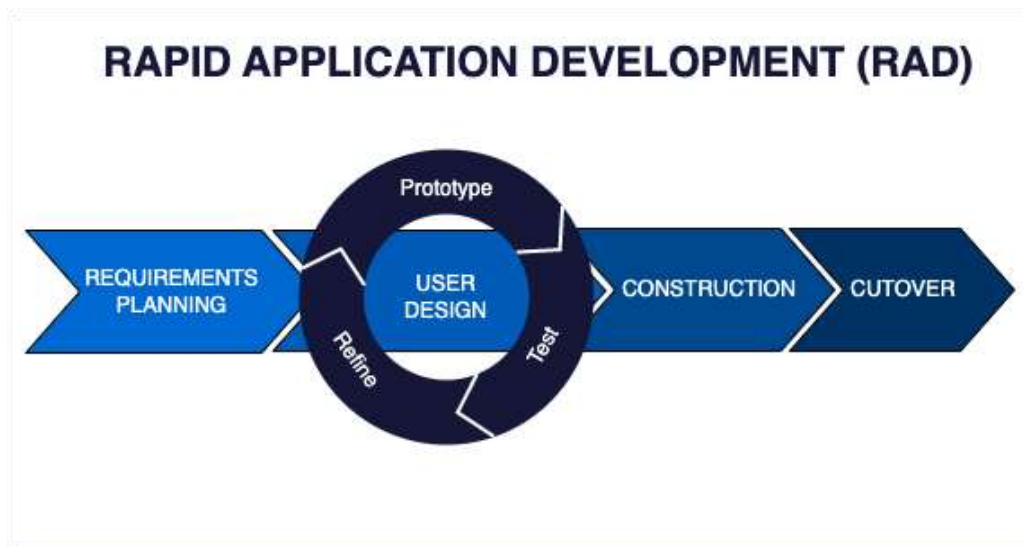 RAPID APPLICATION DEVELOPMENT (RAD)
Prototype
REQUIREMENTS
PLANNING
USER
DESIGN
CONSTRUCTION
CUTOVER
Refine
Test